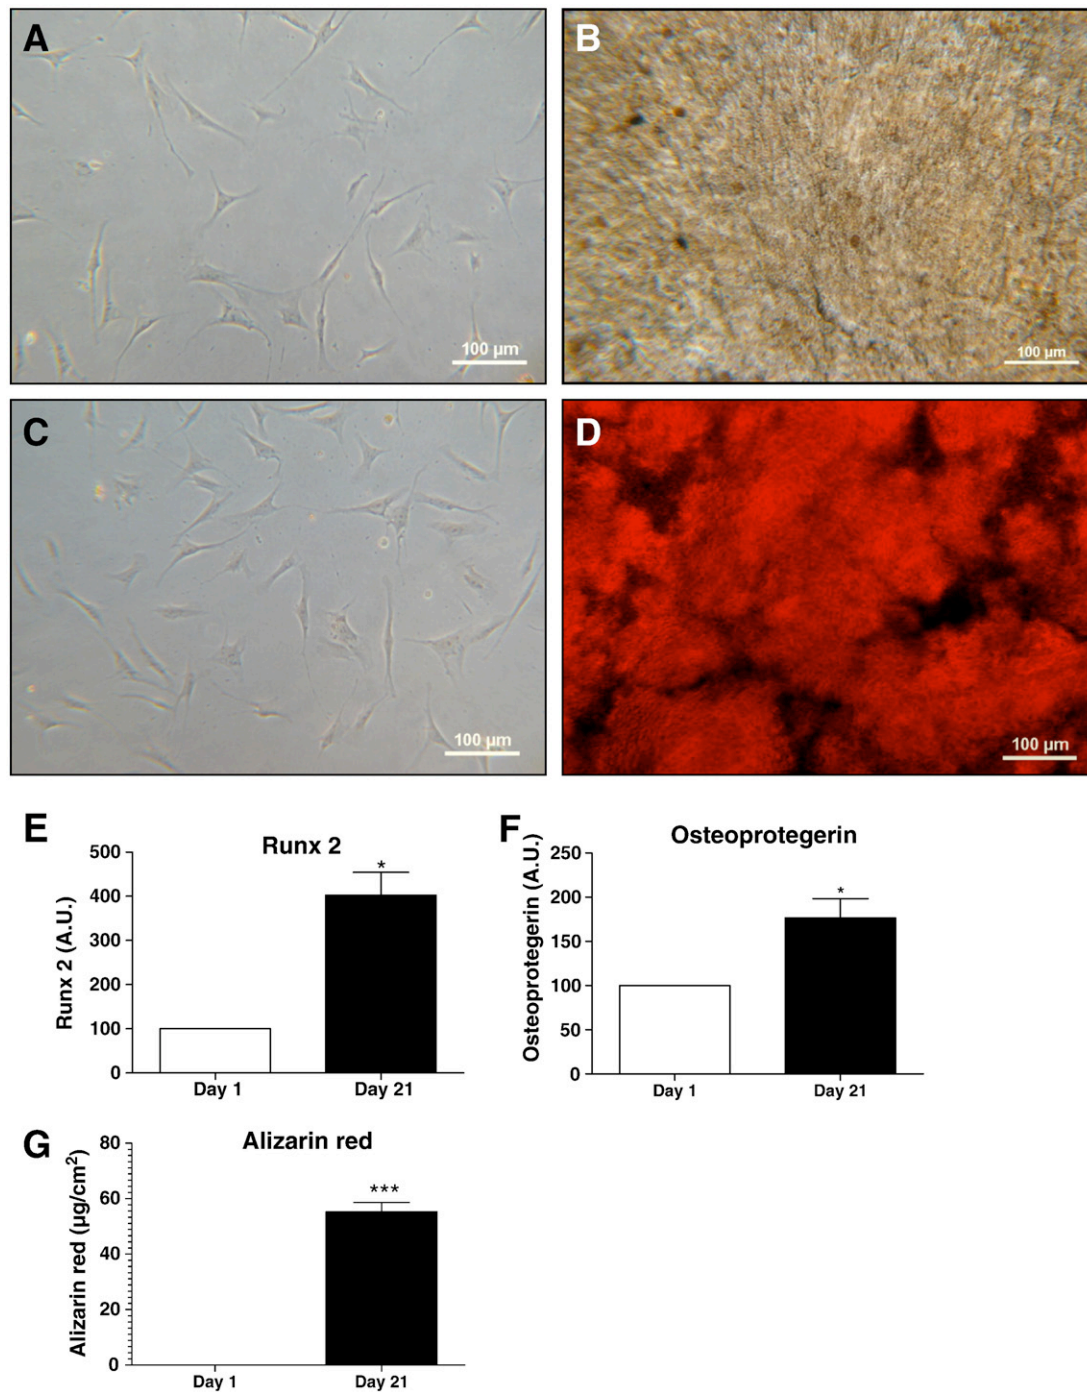 A
100 µm
B
100 µm
C
100 µm
D
100 µm
E
Runx 2
Runx 2 (A.U.)
500
400
300
200
100
0
*
Day 1
Day 21
F
Osteoprotegerin
Osteoprotegerin (A.U.)
250
200
150
100
50
0
*
Day 1
Day 21
G
Alizarin red
Alizarin red (µg/cm²)
80
60
40
20
0
***
Day 1
Day 21